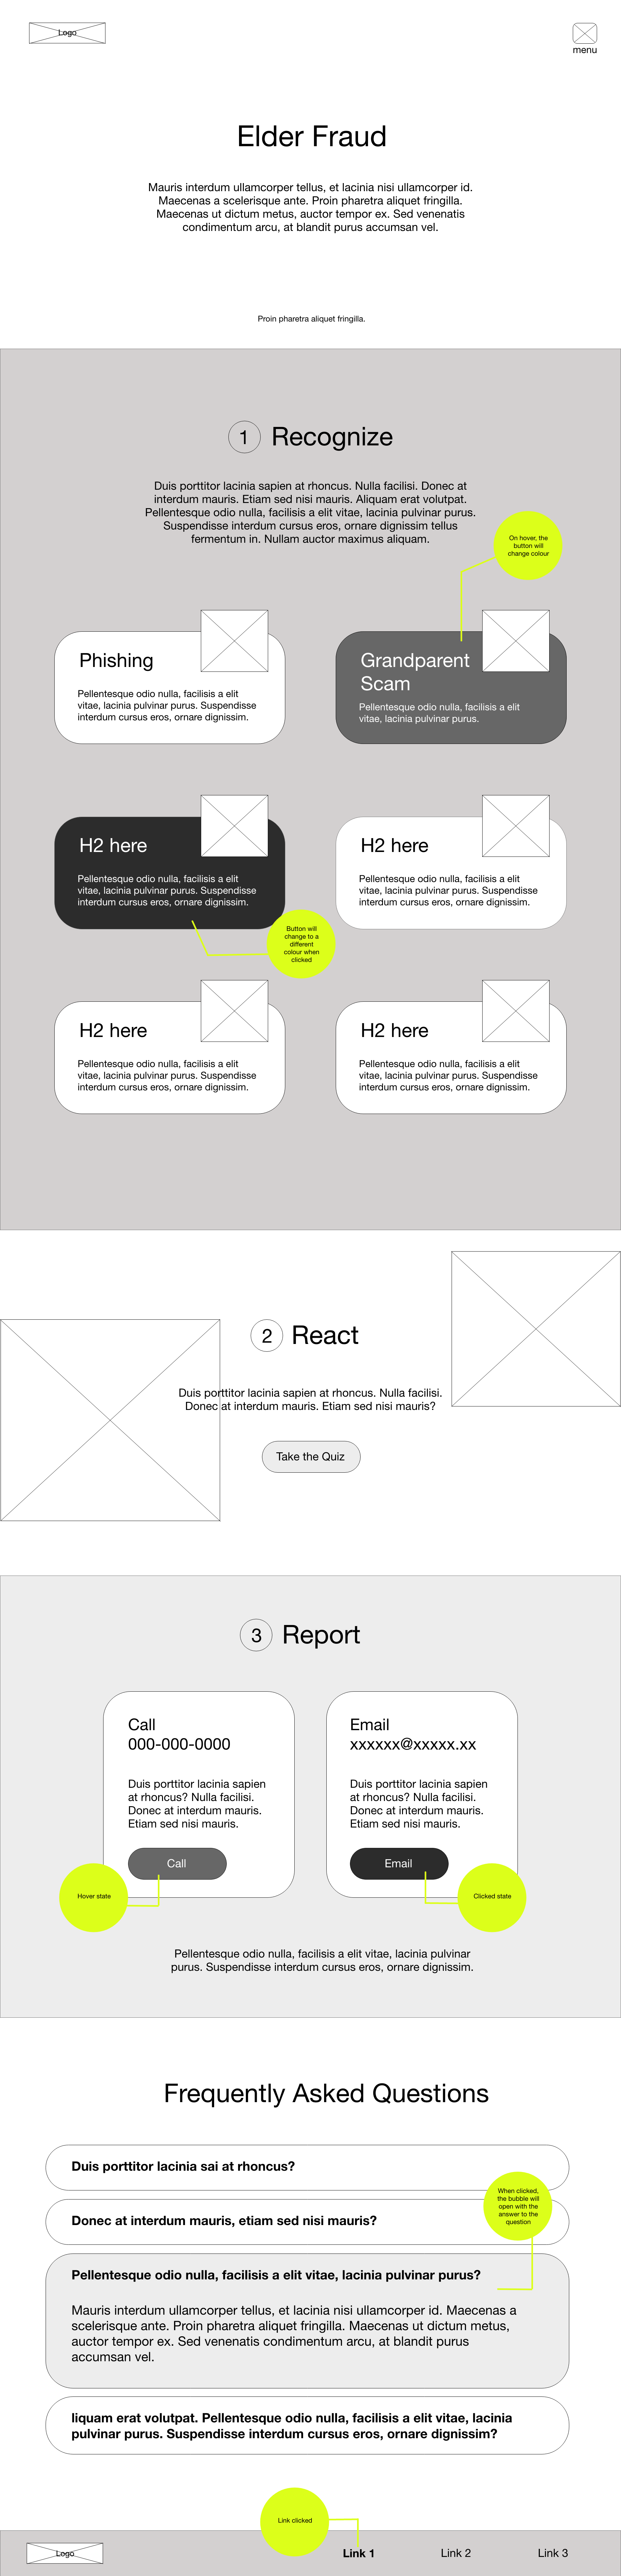 Logo
menu
Elder Fraud
Mauris interdum ullamcorper tellus, et lacinia nisi ullamcorper id.
Maecenas a scelerisque ante. Proin pharetra aliquet fringilla.
Maecenas ut dictum metus, auctor tempor ex. Sed venenatis
condimentum arcu, at blandit purus accumsan vel.
Proin pharetra aliquet fringilla.
1 Recognize
Duis porttitor lacinia sapien at rhoncus. Nulla facilisi. Donec at
interdum mauris. Etiam sed nisi mauris. Aliquam erat volutpat.
Pellentesque odio nulla, facilisis a elit vitae, lacinia pulvinar purus.
Suspendisse interdum cursus eros, ornare dignissim tellus
fermentum in. Nullam auctor maximus aliquam.
On hover, the
button will
change colour
Phishing
Pellentesque odio nulla, facilisis a elit
vitae, lacinia pulvinar purus. Suspendisse
interdum cursus eros, ornare dignissim.
Grandparent
Scam
Pellentesque odio nulla, facilisis a elit
vitae, lacinia pulvinar purus.
H2 here
Pellentesque odio nulla, facilisis a elit
vitae, lacinia pulvinar purus. Suspendisse
interdum cursus eros, ornare dignissim.
H2 here
Pellentesque odio nulla, facilisis a elit
vitae, lacinia pulvinar purus. Suspendisse
interdum cursus eros, ornare dignissim.
Button will
change to a
different
colour when
clicked
H2 here
Pellentesque odio nulla, facilisis a elit
vitae, lacinia pulvinar purus. Suspendisse
interdum cursus eros, ornare dignissim.
H2 here
Pellentesque odio nulla, facilisis a elit
vitae, lacinia pulvinar purus. Suspendisse
interdum cursus eros, ornare dignissim.
2 React
Duis porttitor lacinia sapien at rhoncus. Nulla facilisi.
Donec at interdum mauris. Etiam sed nisi mauris?
Take the Quiz
3 Report
Call
000-000-0000
Duis porttitor lacinia sapien
at rhoncus? Nulla facilisi.
Donec at interdum mauris.
Etiam sed nisi mauris.
Call
Hover state
Email
xxxxxx@xxxxx.xx
Duis porttitor lacinia sapien
at rhoncus? Nulla facilisi.
Donec at interdum mauris.
Etiam sed nisi mauris.
Email
Clicked state
Pellentesque odio nulla, facilisis a elit vitae, lacinia pulvinar
purus. Suspendisse interdum cursus eros, ornare dignissim.
Frequently Asked Questions
Duis porttitor lacinia sai at rhoncus?
When clicked,
the bubble will
open with the
answer to the
question
Donec at interdum mauris, etiam sed nisi mauris?
Pellentesque odio nulla, facilisis a elit vitae, lacinia pulvinar purus?
Mauris interdum ullamcorper tellus, et lacinia nisi ullamcorper id. Maecenas a
scelerisque ante. Proin pharetra aliquet fringilla. Maecenas ut dictum metus,
auctor tempor ex. Sed venenatis condimentum arcu, at blandit purus
accumsan vel.
liquam erat volutpat. Pellentesque odio nulla, facilisis a elit vitae, lacinia
pulvinar purus. Suspendisse interdum cursus eros, ornare dignissim?
Link clicked
Logo
Link 1
Link 2
Link 3